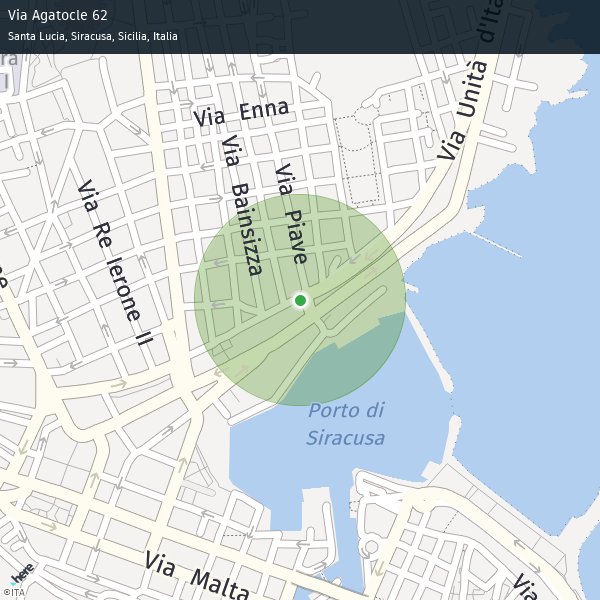 Via Agatocle 62
Santa Lucia, Siracusa, Sicilia, Italia
Via Unità d'Ita
Via Enna
Via Bainsizza
Via Piave
Via Re Ierone II
Porto di
Siracusa
Via Malta
Via
here
©ITA